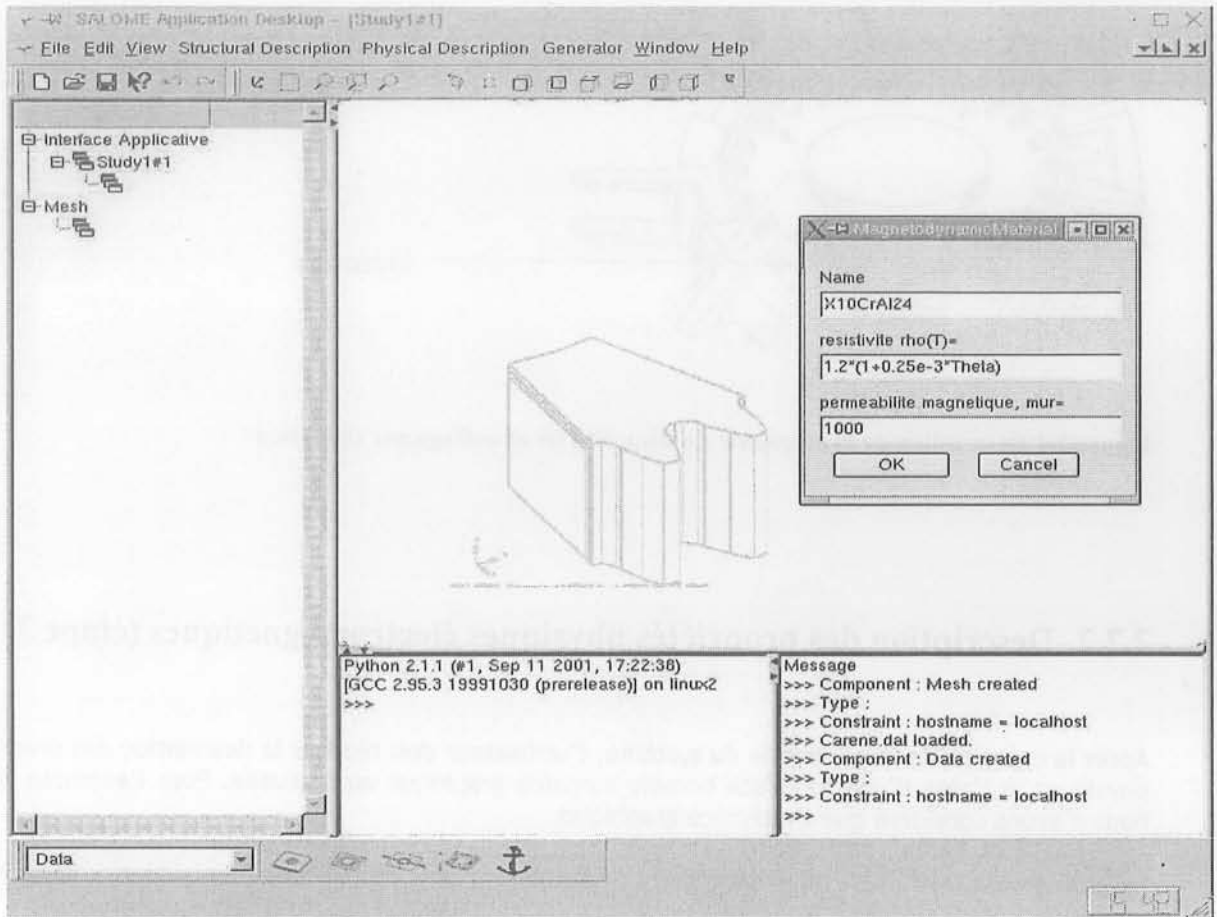 SALOME Application Desktop - [Study1#1]
File Edit View Structural Description Physical Description Generator Window Help
Interface Applicative
Study1#1
Mesh
MagnetodynamicMaterial
Name
X10CrAl24
resistivite rho(T)=
1.2*(1+0.25e-3*Theta)
permeabilite magnetique, mur=
1000
OK Cancel
Python 2.1.1 (#1, Sep 11 2001, 17:22:38)
[GCC 2.95.3 19991030 (prerelease)] on linux2
>>>
Message
>>> Component : Mesh created
>>> Type :
>>> Constraint : hostname = localhost
>>> Carene.dal loaded.
>>> Component : Data created
>>> Type :
>>> Constraint : hostname = localhost
>>>
Data